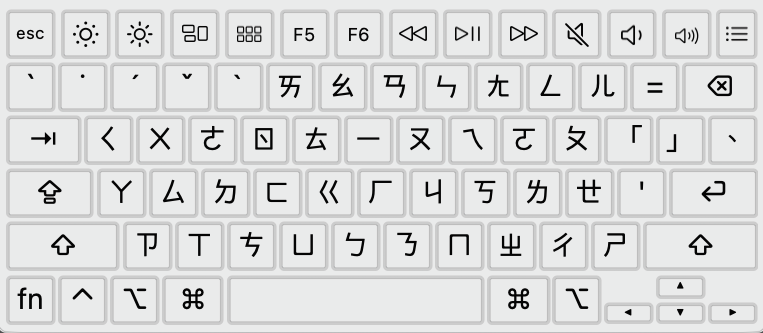 esc F5 F6
` ˙ ˊ ˇ ˋ ㄞ ㄠ ㄢ ㄣ ㄤ ㄥ ㄦ =
ㄑ ㄨ ㄜ ㄖ ㄊ ㄧ ㄡ ㄟ ㄛ ㄆ 「 」 、
ㄚ ㄙ ㄉ ㄈ ㄍ ㄏ ㄐ ㄎ ㄌ ㄝ '
ㄗ ㄒ ㄘ ㄩ ㄅ ㄋ ㄇ ㄓ ㄔ ㄕ
fn ⌃ ⌥ ⌘ ⌘ ⌥